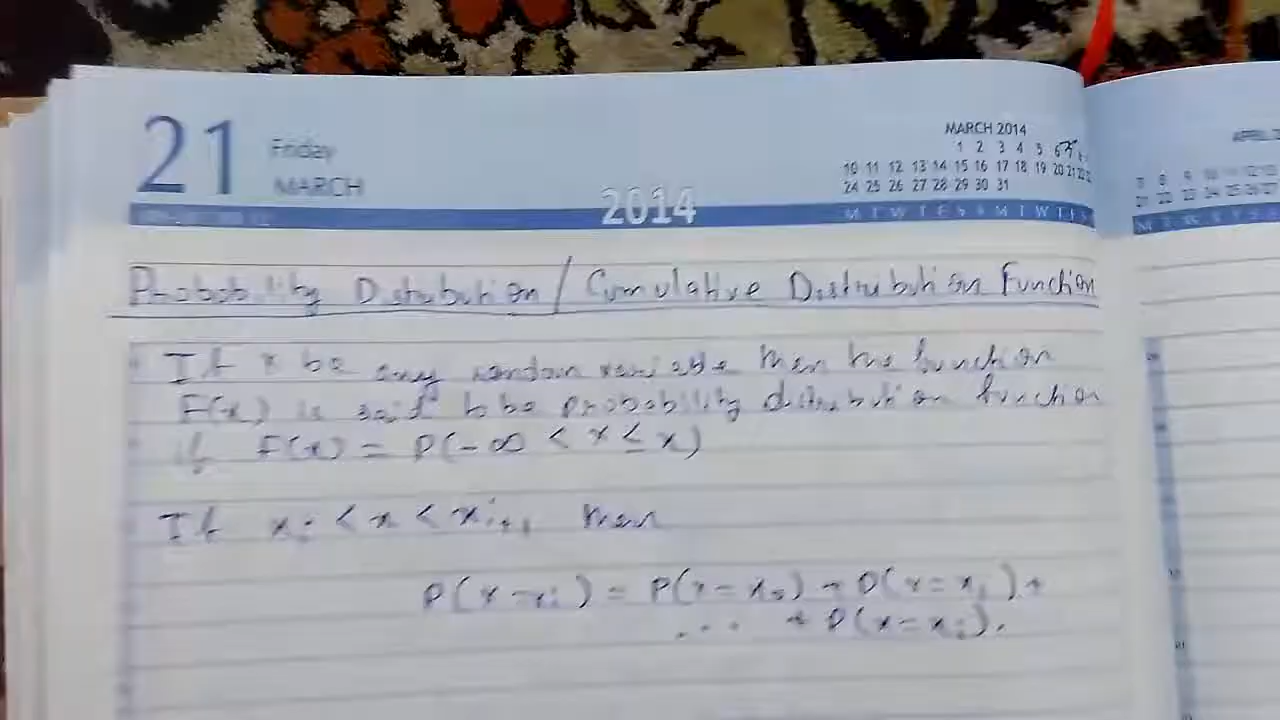 21 Friday
MARCH
2014
MARCH 2014
1 2 3 4 5 6
10 11 12 13 14 15 16 17 18 19 20 21
24 25 26 27 28 29 30 31
M T W T F S S M T W T F S
Probability Distribution / Cumulative Distribution Function
If x be any random variable then the function
F(x) is said to be probability distribution function
if F(x) = P(-∞ < x ≤ x)
If xi < x < xi+1 then
P(x = xi) = P(x = x0) + P(x = x1) +
... + P(x = xi).